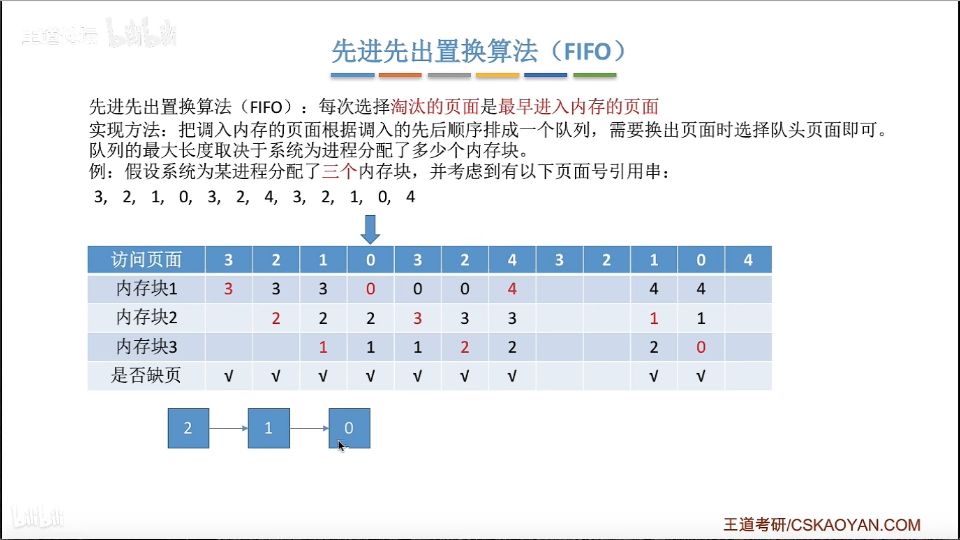 王道考研 bilibili
先进先出置换算法（FIFO）
先进先出置换算法（FIFO）：每次选择淘汰的页面是最早进入内存的页面
实现方法：把调入内存的页面根据调入的先后顺序排成一个队列，需要换出页面时选择队头页面即可。
队列的最大长度取决于系统为进程分配了多少个内存块。
例：假设系统为某进程分配了三个内存块，并考虑到有以下页面号引用串：
3, 2, 1, 0, 3, 2, 4, 3, 2, 1, 0, 4
访问页面 3 2 1 0 3 2 4 3 2 1 0 4
内存块1 3 3 3 0 0 0 4 4 4
内存块2 2 2 2 3 3 3 1 1
内存块3 1 1 1 2 2 2 0
是否缺页 √ √ √ √ √ √ √ √ √
2 1 0
bilibili
王道考研/CSKAOYAN.COM